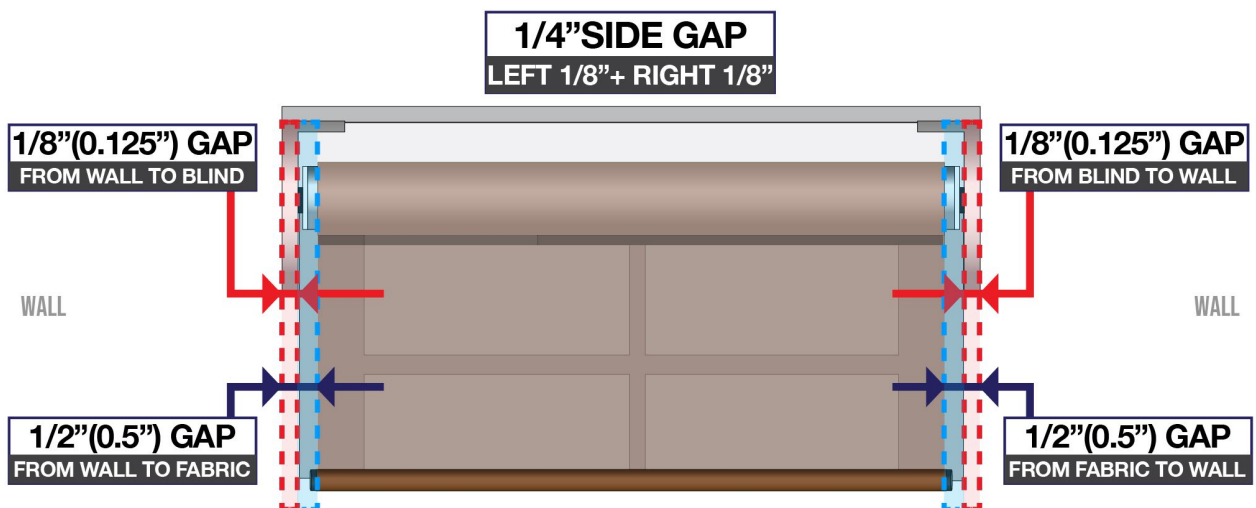 1/4”SIDE GAP
LEFT 1/8”+ RIGHT 1/8”
1/8”(0.125”) GAP
FROM WALL TO BLIND
1/8”(0.125”) GAP
FROM BLIND TO WALL
WALL
WALL
1/2”(0.5”) GAP
FROM WALL TO FABRIC
1/2”(0.5”) GAP
FROM FABRIC TO WALL